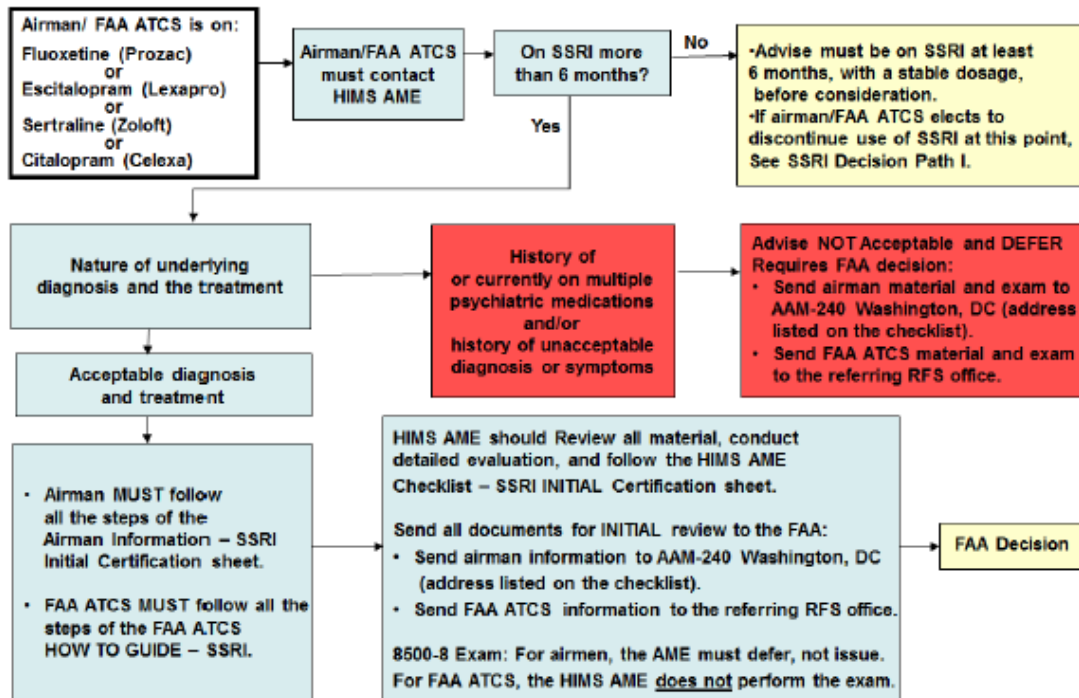 Airman/ FAA ATCS is on:
Fluoxetine (Prozac)
or
Escitalopram (Lexapro)
or
Sertraline (Zoloft)
or
Citalopram (Celexa)
Airman/FAA ATCS
must contact
HIMS AME
On SSRI more
than 6 months?
No
Yes
•Advise must be on SSRI at least
6 months, with a stable dosage,
before consideration.
•If airman/FAA ATCS elects to
discontinue use of SSRI at this point,
See SSRI Decision Path I.
Nature of underlying
diagnosis and the treatment
History of
or currently on multiple
psychiatric medications
and/or
history of unacceptable
diagnosis or symptoms
Advise NOT Acceptable and DEFER
Requires FAA decision:
• Send airman material and exam to
AAM-240 Washington, DC (address
listed on the checklist).
• Send FAA ATCS material and exam
to the referring RFS office.
Acceptable diagnosis
and treatment
• Airman MUST follow
all the steps of the
Airman Information – SSRI
Initial Certification sheet.
• FAA ATCS MUST follow all the
steps of the FAA ATCS
HOW TO GUIDE – SSRI.
HIMS AME should Review all material, conduct
detailed evaluation, and follow the HIMS AME
Checklist – SSRI INITIAL Certification sheet.
Send all documents for INITIAL review to the FAA:
• Send airman information to AAM-240 Washington, DC
(address listed on the checklist).
• Send FAA ATCS information to the referring RFS office.
8500-8 Exam: For airmen, the AME must defer, not issue.
For FAA ATCS, the HIMS AME does not perform the exam.
FAA Decision